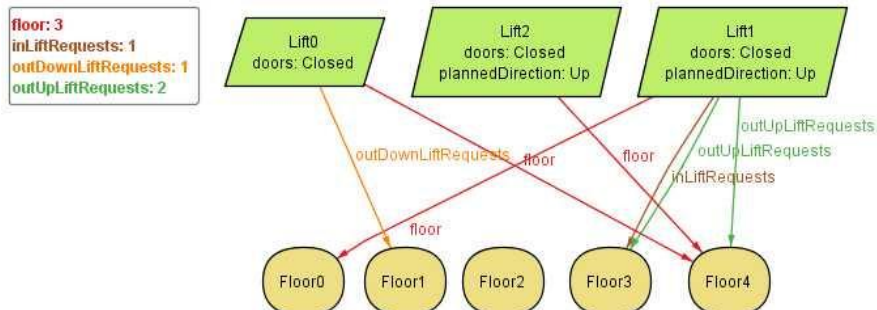 floor: 3
inLiftRequests: 1
outDownLiftRequests: 1
outUpLiftRequests: 2
Lift0
doors: Closed
Lift2
doors: Closed
plannedDirection: Up
Lift1
doors: Closed
plannedDirection: Up
outUpLiftRequests
outDownLiftRequests
floor
floor
outUpLiftRequests
inLiftRequests
floor
Floor0
Floor1
Floor2
Floor3
Floor4